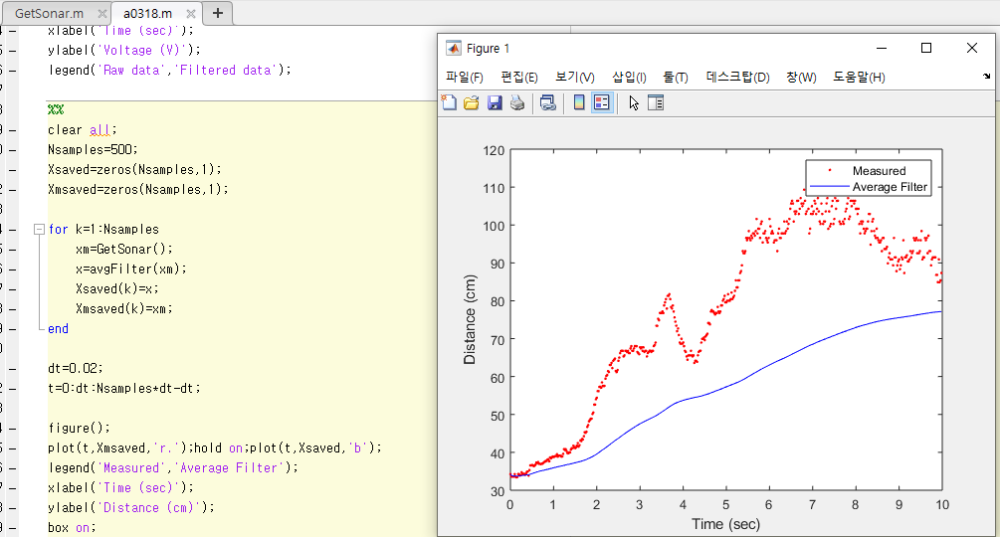 GetSonar.m × a0318.m × +
xlabel('Time (sec)');
ylabel('Voltage (V)');
legend('Raw data','Filtered data');
%%
clear all;
Nsamples=500;
Xsaved=zeros(Nsamples,1);
Xmsaved=zeros(Nsamples,1);
for k=1:Nsamples
xm=GetSonar();
x=avgFilter(xm);
Xsaved(k)=x;
Xmsaved(k)=xm;
end
dt=0.02;
t=0:dt:Nsamples*dt-dt;
figure();
plot(t,Xmsaved,'r.');hold on;plot(t,Xsaved,'b');
legend('Measured','Average Filter');
xlabel('Time (sec)');
ylabel('Distance (cm)');
box on;
Figure 1
파일(F) 편집(E) 보기(V) 삽입(I) 툴(T) 데스크탑(D) 창(W) 도움말(H)
Measured
Average Filter
120
110
100
90
80
70
60
50
40
30
Distance (cm)
0 1 2 3 4 5 6 7 8 9 10
Time (sec)